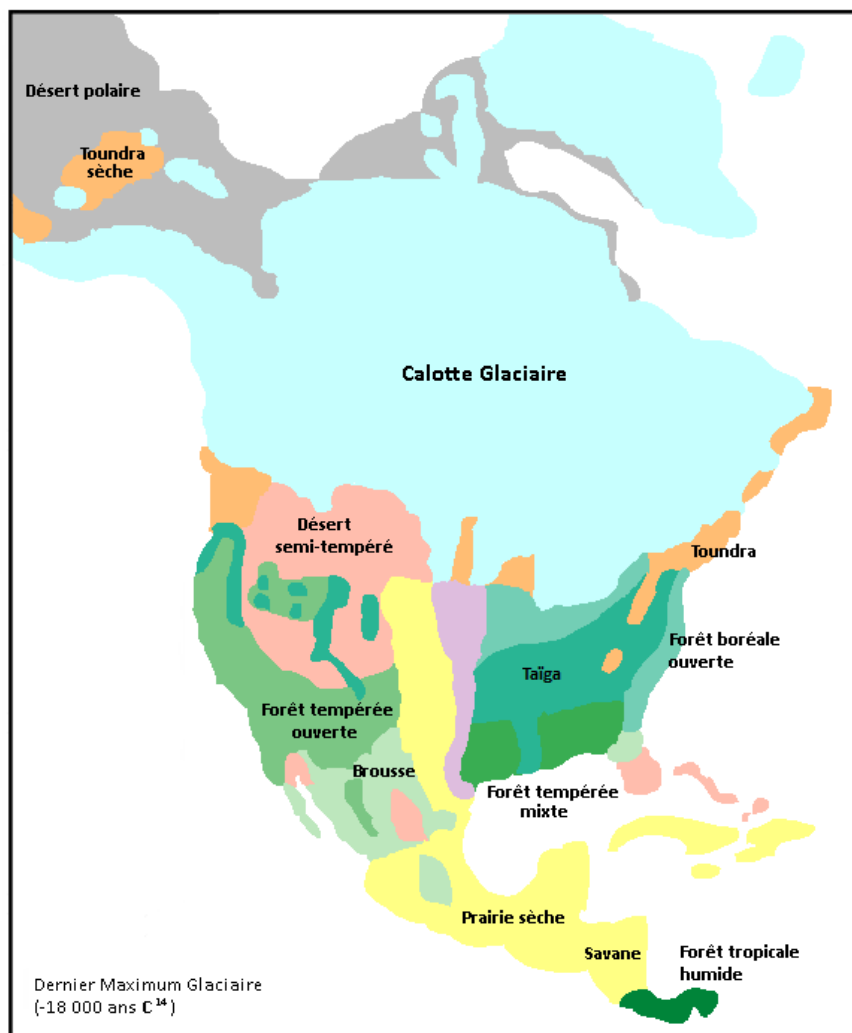 Désert polaire
Toundra
sèche
Calotte Glaciaire
Désert
semi-tempéré
Toundra
Forêt boréale
ouverte
Taïga
Forêt tempérée
ouverte
Brousse
Forêt tempérée
mixte
Prairie sèche
Savane
Forêt tropicale
humide
Dernier Maximum Glaciaire
(-18 000 ans C¹⁴)